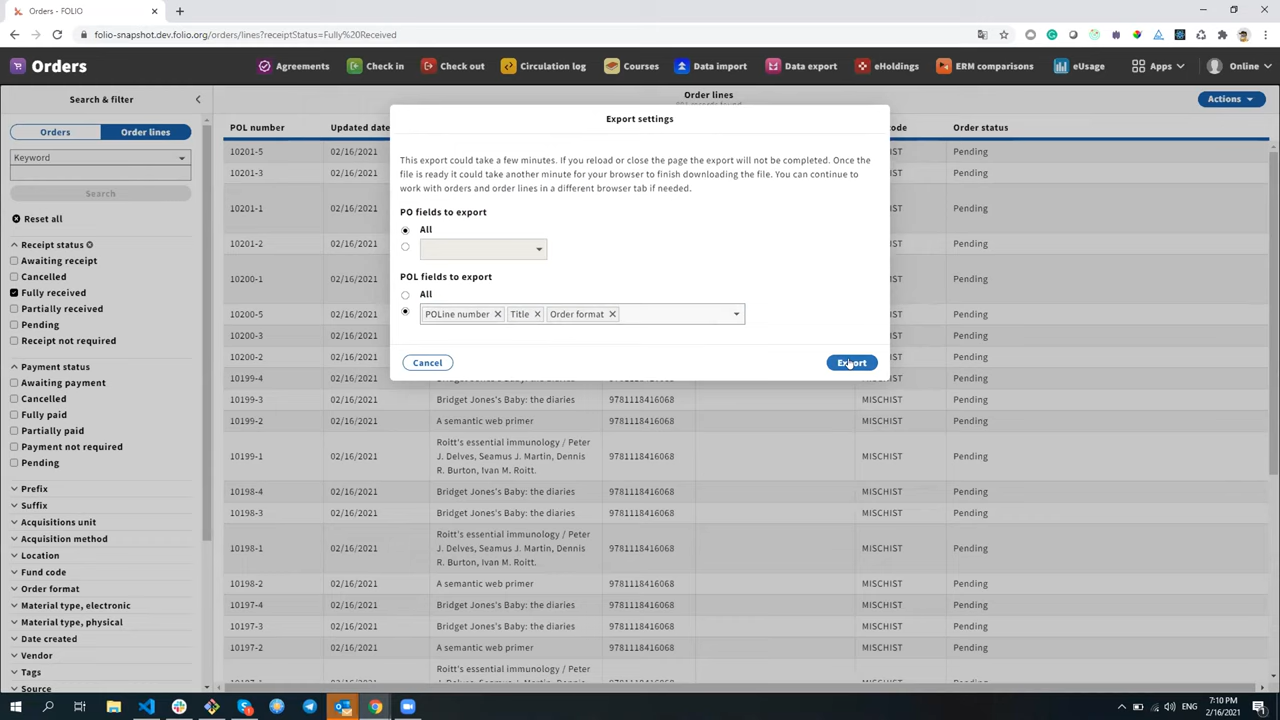 Orders - FOLIO
folio-snapshot.dev.folio.org/orders/lines?receiptStatus=Fully%20Received
Orders
Agreements
Check in
Check out
Circulation log
Courses
Data import
Data export
eHoldings
ERM comparisons
eUsage
Apps
Online
Search & filter
Order lines
Actions
Orders
Order lines
Keyword
Search
Reset all
Receipt status
Awaiting receipt
Cancelled
Fully received
Partially received
Pending
Receipt not required
Payment status
Awaiting payment
Cancelled
Fully paid
Partially paid
Payment not required
Pending
Prefix
Suffix
Acquisitions unit
Acquisition method
Location
Fund code
Order format
Material type, electronic
Material type, physical
Date created
Vendor
Tags
Source
POL number Updated date Order status
10201-5 02/16/2021 Pending
10201-3 02/16/2021 Pending
10201-1 02/16/2021 Pending
10201-2 02/16/2021 Pending
10200-1 02/16/2021 Pending
10200-5 02/16/2021 Pending
10200-3 02/16/2021 Pending
10200-2 02/16/2021 Pending
10199-4 02/16/2021 Bridget Jones's Baby: the diaries 9781118416068 MISCHIST Pending
10199-3 02/16/2021 Bridget Jones's Baby: the diaries 9781118416068 MISCHIST Pending
10199-2 02/16/2021 A semantic web primer 9781118416068 MISCHIST Pending
10199-1 02/16/2021 Roitt's essential immunology / Peter 9781118416068 MISCHIST Pending
J. Delves, Seamus J. Martin, Dennis
R. Burton, Ivan M. Roitt.
10198-4 02/16/2021 Bridget Jones's Baby: the diaries 9781118416068 MISCHIST Pending
10198-3 02/16/2021 Bridget Jones's Baby: the diaries 9781118416068 MISCHIST Pending
10198-1 02/16/2021 Roitt's essential immunology / Peter 9781118416068 MISCHIST Pending
J. Delves, Seamus J. Martin, Dennis
R. Burton, Ivan M. Roitt.
10198-2 02/16/2021 A semantic web primer 9781118416068 MISCHIST Pending
10197-4 02/16/2021 Bridget Jones's Baby: the diaries 9781118416068 MISCHIST Pending
10197-3 02/16/2021 Bridget Jones's Baby: the diaries 9781118416068 MISCHIST Pending
10197-2 02/16/2021 A semantic web primer 9781118416068 MISCHIST Pending
Roitt's essential immunology / Peter
Export settings
This export could take a few minutes. If you reload or close the page the export will not be completed. Once the
file is ready it could take another minute for your browser to finish downloading the file. You can continue to
work with orders and order lines in a different browser tab if needed.
PO fields to export
All
POL fields to export
All
POLine number Title Order format
Cancel
Export
7:10 PM
2/16/2021